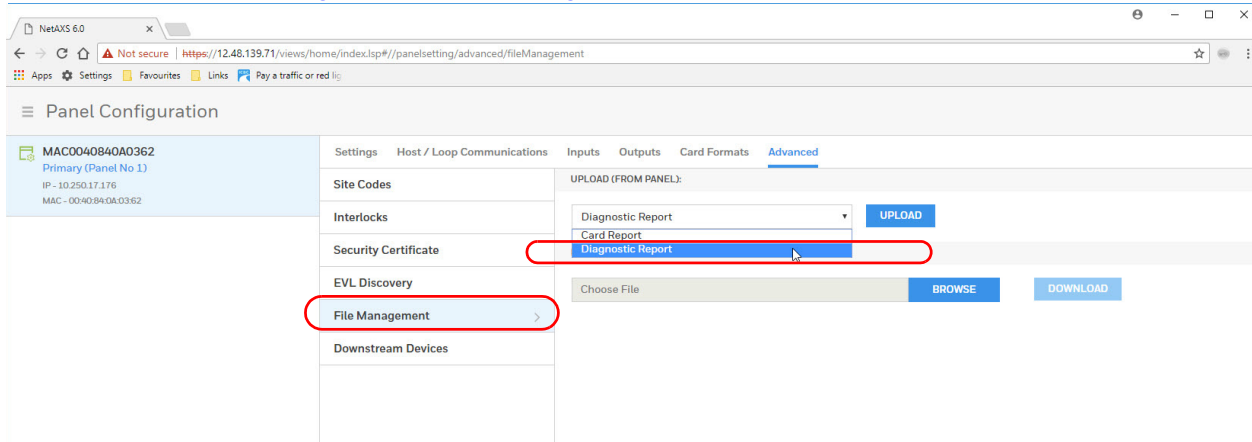 NetAXS 6.0
Not secure | https://12.48.139.71/views/home/index.lsp#//panelsetting/advanced/fileManagement
Apps Settings Favourites Links Pay a traffic or red lig
Panel Configuration
MAC0040840A0362
Primary (Panel No 1)
IP - 10.250.17.176
MAC - 00:40:84:0A:03:62
Settings Host / Loop Communications Inputs Outputs Card Formats Advanced
Site Codes
Interlocks
Security Certificate
EVL Discovery
File Management
Downstream Devices
UPLOAD (FROM PANEL):
Diagnostic Report UPLOAD
Card Report
Diagnostic Report
Choose File BROWSE DOWNLOAD